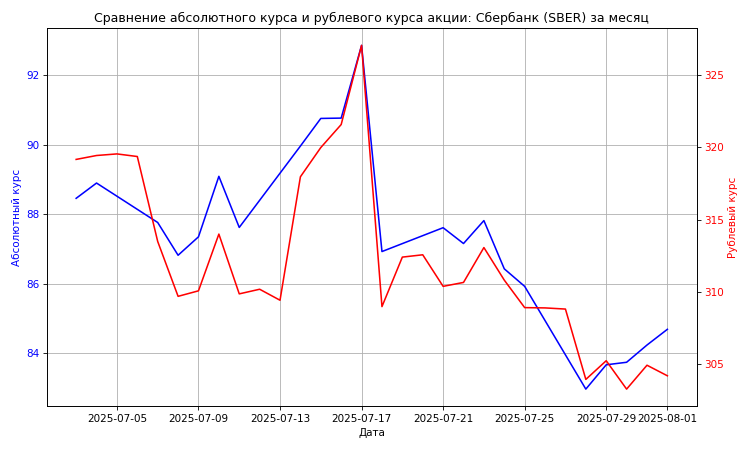 Сравнение абсолютного курса и рублевого курса акции: Сбербанк (SBER) за месяц
Абсолютный курс
92
90
88
86
84
325
320
315
310
305
Рублевый курс
2025-07-05 2025-07-09 2025-07-13 2025-07-17 2025-07-21 2025-07-25 2025-07-29 2025-08-01
Дата